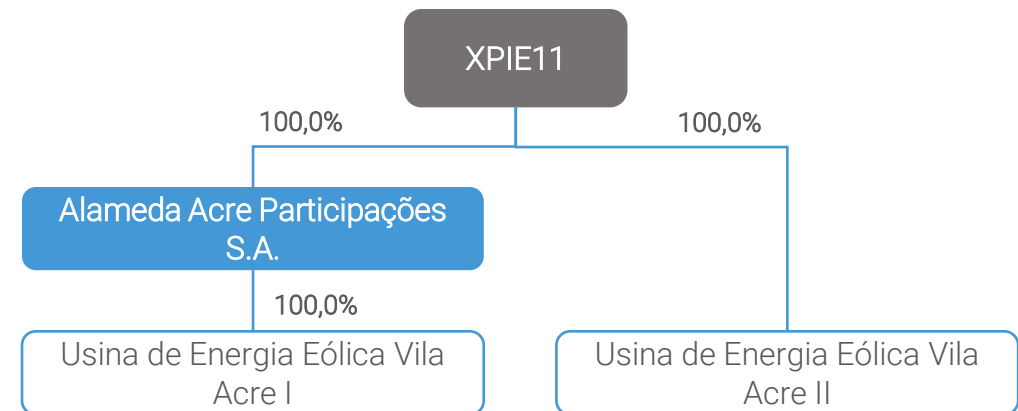 XPIE11
100,0%
100,0%
Alameda Acre Participações
S.A.
100,0%
Usina de Energia Eólica Vila
Acre I
Usina de Energia Eólica Vila
Acre II